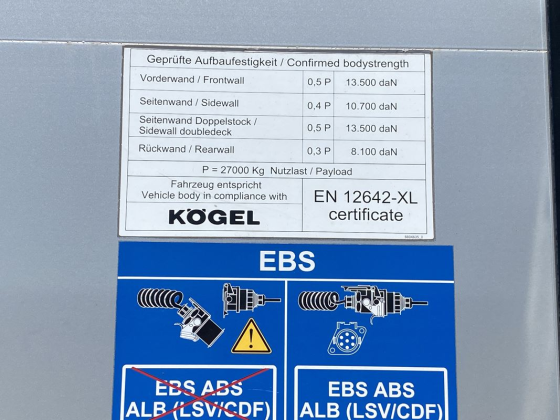 Geprüfte Aufbaufestigkeit / Confirmed bodystrength
Vorderwand / Frontwall 0,5 P 13.500 daN
Seitenwand / Sidewall 0,4 P 10.700 daN
Seitenwand Doppelstock /
Sidewall doubledeck 0,5 P 13.500 daN
Rückwand / Rearwall 0,3 P 8.100 daN
P = 27000 Kg Nutzlast / Payload
Fahrzeug entspricht
Vehicle body in compliance with
KÖGEL
EN 12642-XL
certificate
EBS
EBS ABS
ALB (LSV/CDF)
EBS ABS
ALB (LSV/CDF)